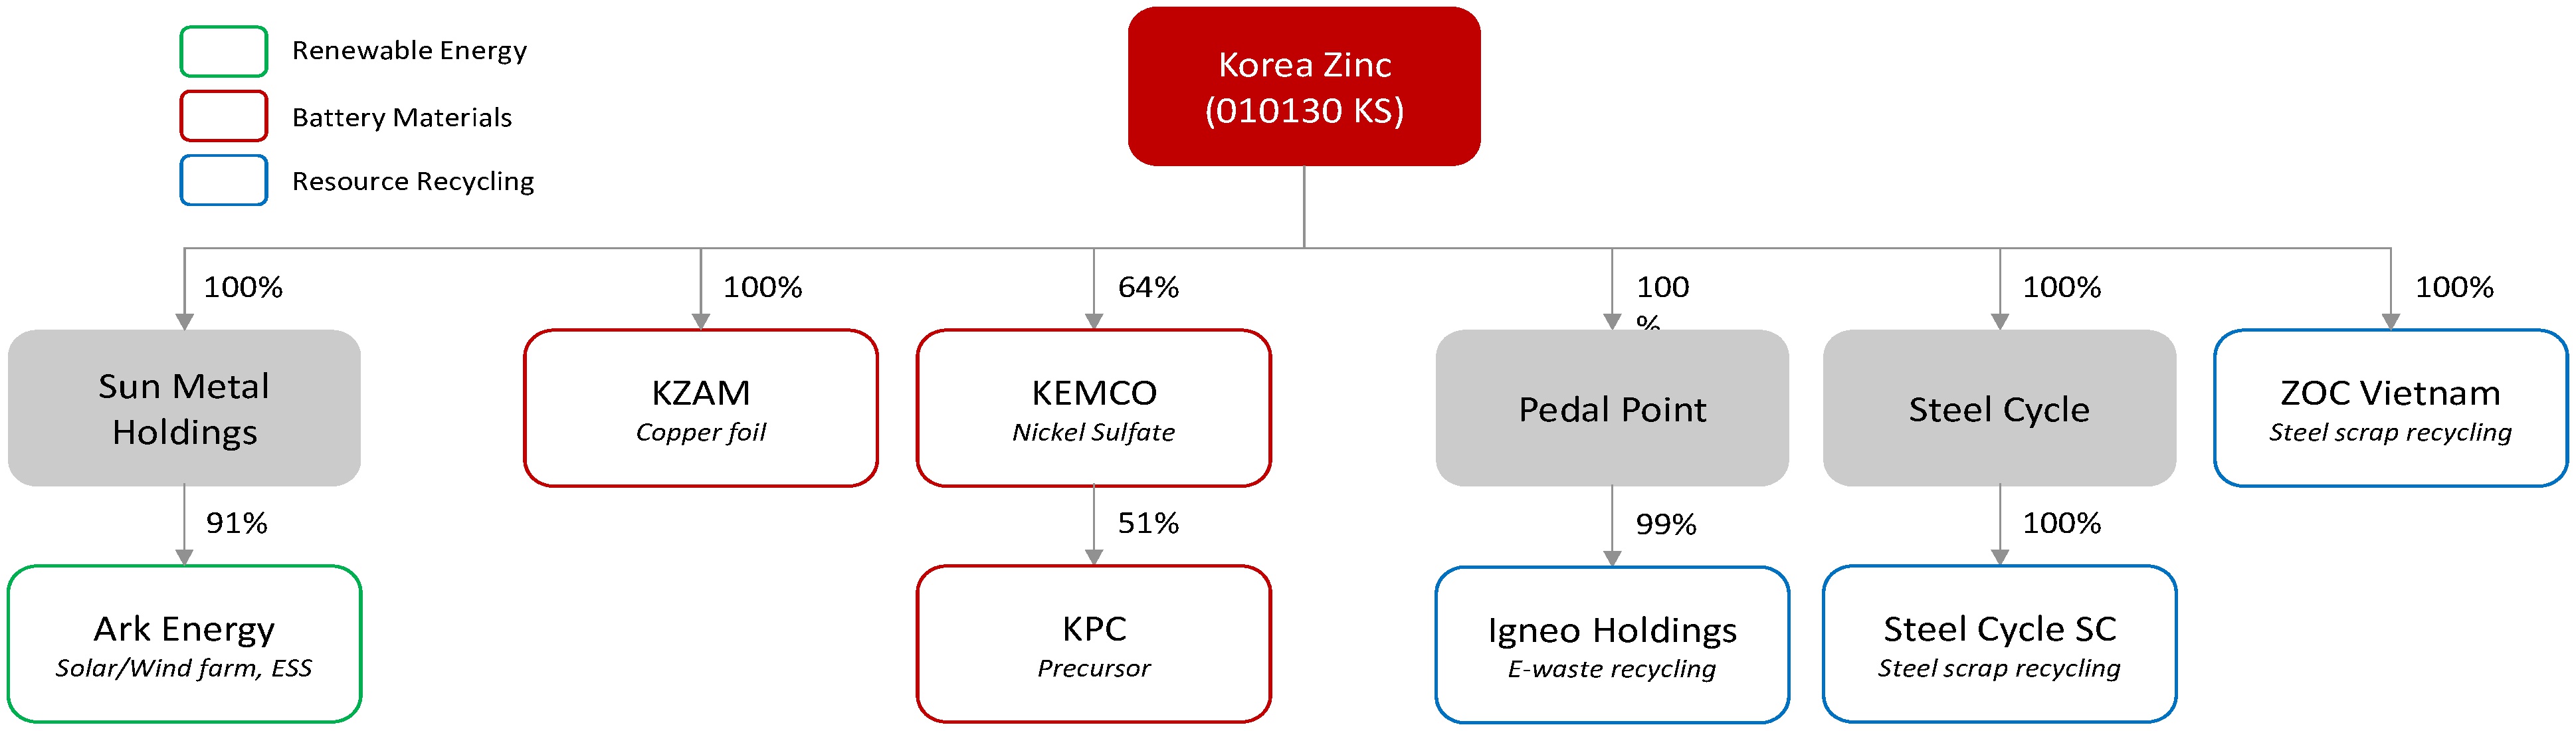 Renewable Energy
Battery Materials
Resource Recycling
Korea Zinc
(010130 KS)
100%
100%
64%
100
%
100%
100%
Sun Metal
Holdings
KZAM
Copper foil
KEMCO
Nickel Sulfate
Pedal Point
Steel Cycle
ZOC Vietnam
Steel scrap recycling
91%
51%
99%
100%
Ark Energy
Solar/Wind farm, ESS
KPC
Precursor
Igneo Holdings
E-waste recycling
Steel Cycle SC
Steel scrap recycling